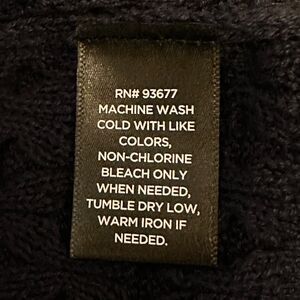 RN# 93677
MACHINE WASH
COLD WITH LIKE
COLORS,
NON-CHLORINE
BLEACH ONLY
WHEN NEEDED,
TUMBLE DRY LOW,
WARM IRON IF
NEEDED.